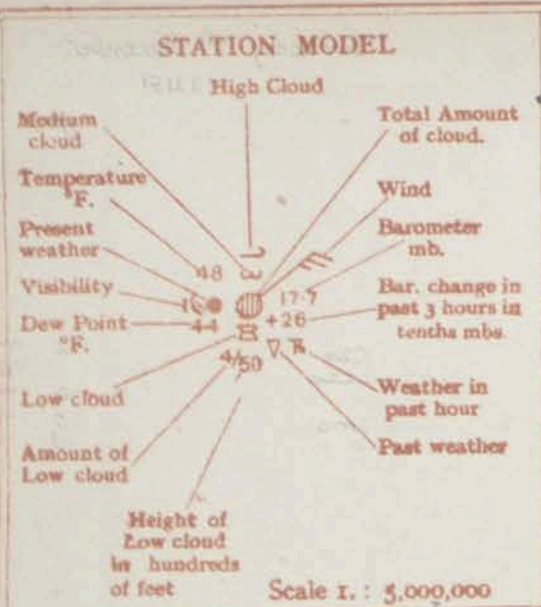 STATION MODEL
High Cloud
Medium
cloud
Total Amount
of cloud.
Temperature
°F.
Wind
Present
weather
Barometer
mb.
48
Visibility
17.7
Bar. change in
past 3 hours in
tenths mbs.
Dew Point
°F.
44
+26
4/50
Low cloud
Weather in
past hour
Amount of
Low cloud
Past weather
Height of
Low cloud
in hundreds
of feet
Scale 1. : 5,000,000